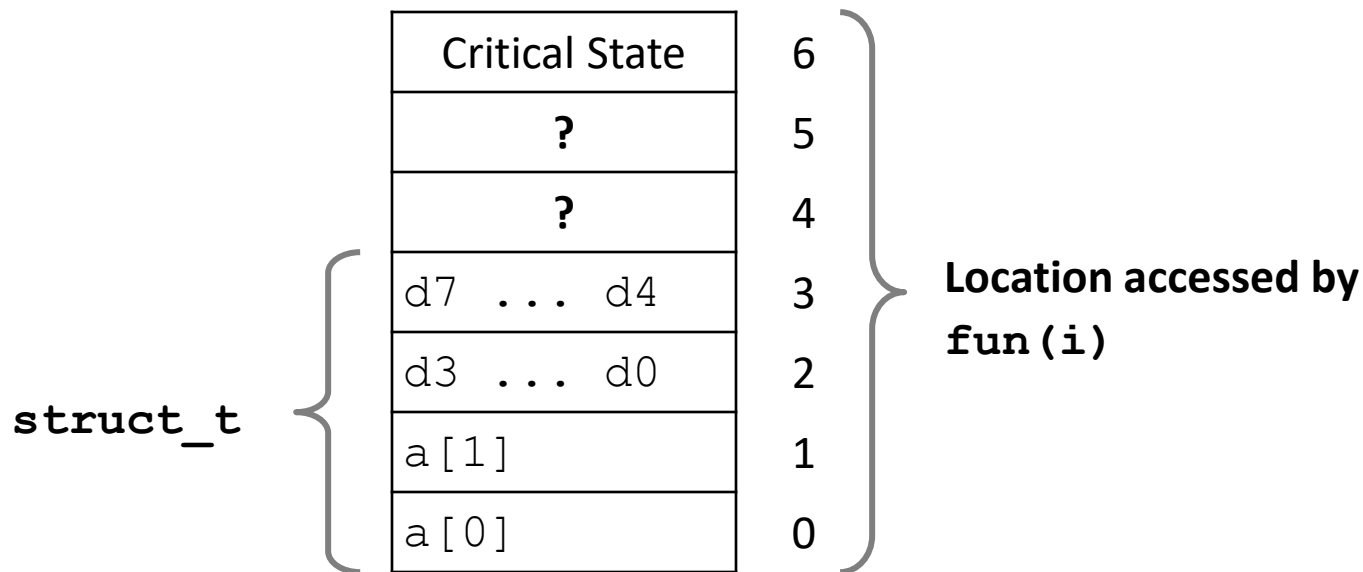 Critical State 6
? 5
? 4
d7 ... d4 3
d3 ... d0 2
a[1] 1
a[0] 0
struct_t
Location accessed by
fun(i)